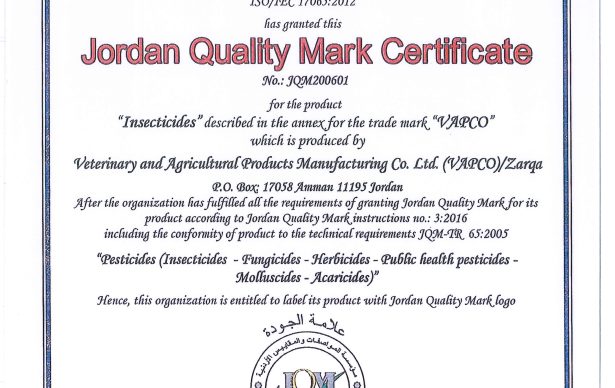 ISO/IEC 17065:2012
has granted this
Jordan Quality Mark Certificate
No.: JQM200601
for the product
"Insecticides" described in the annex for the trade mark "VAPCO"
which is produced by
Veterinary and Agricultural Products Manufacturing Co. Ltd. (VAPCO)/Zarqa
P.O. Box: 17058 Amman 11195 Jordan
After the organization has fulfilled all the requirements of granting Jordan Quality Mark for its
product according to Jordan Quality Mark instructions no.: 3:2016
including the conformity of product to the technical requirements JQM-TR 65:2005
"Pesticides (Insecticides - Fungicides - Herbicides - Public health pesticides -
Molluscides - Acaricides)"
Hence, this organization is entitled to label its product with Jordan Quality Mark logo
علامة الجودة
مؤسسة المواصفات والمقاييس الأردنية
JQM